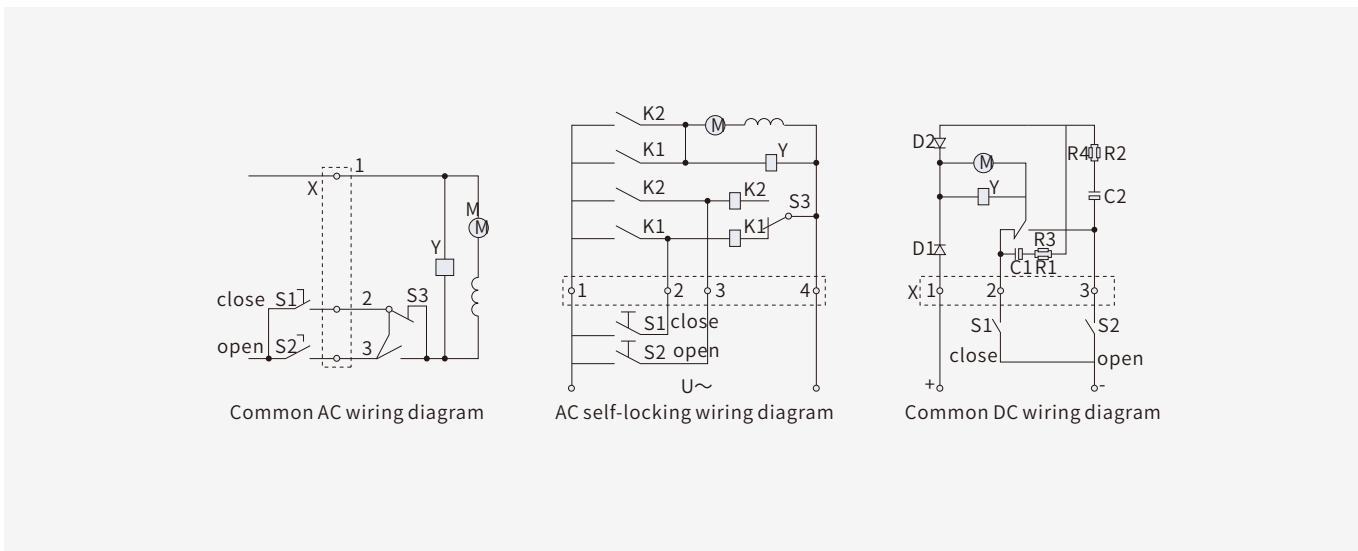 1
X
M
M
Y
close S1
2
S3
open S2
3
Common AC wiring diagram
K2
M
K1
Y
K2
K2
S3
K1
K1
1
2
3
4
S1 close
S2 open
U～
AC self-locking wiring diagram
D2
M
R4
R2
Y
C2
D1
R3
C1 R1
X
1
2
3
S1
S2
close
open
+
-
Common DC wiring diagram